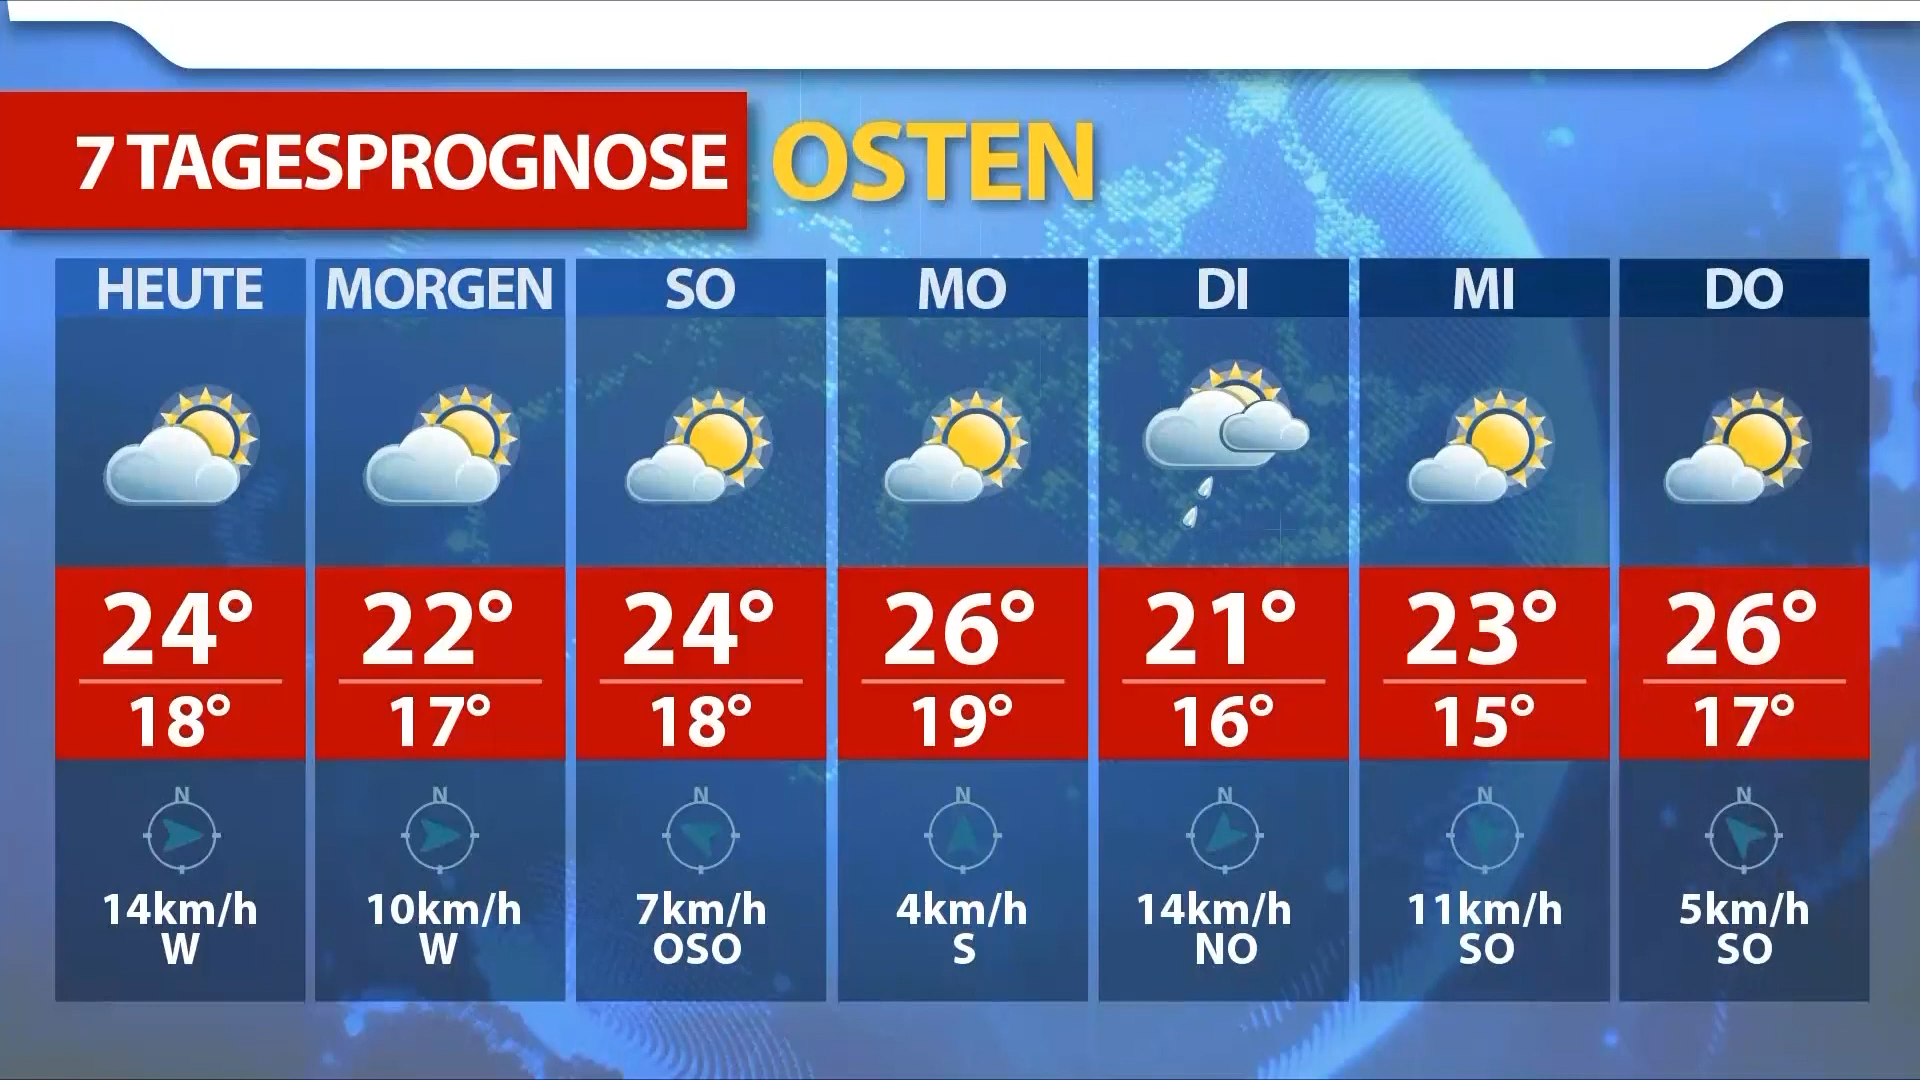 7 TAGESPROGNOSE OSTEN
HEUTE MORGEN SO MO DI MI DO
24° 22° 24° 26° 21° 23° 26°
18° 17° 18° 19° 16° 15° 17°
N N N N N N N
14km/h 10km/h 7km/h 4km/h 14km/h 11km/h 5km/h
W W OSO S NO SO SO